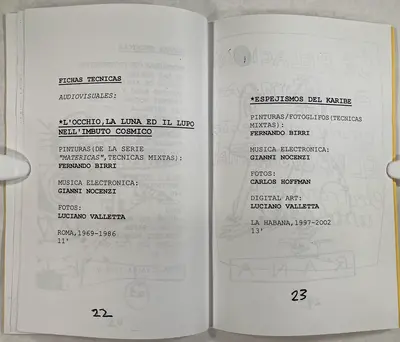 FICHAS TECNICAS
AUDIOVISUALES:
*L'OCCHIO,LA LUNA ED IL LUPO
NELL'IMBUTO COSMICO
PINTURAS(DE LA SERIE
"MATERICAS",TECNICAS MIXTAS):
FERNANDO BIRRI
MUSICA ELECTRONICA:
GIANNI NOCENZI
FOTOS:
LUCIANO VALLETTA
ROMA,1969-1986
11'
22
*ESPEJISMOS DEL KARIBE
PINTURAS/FOTOGLIFOS(TECNICAS
MIXTAS):
FERNANDO BIRRI
MUSICA ELECTRONICA:
GIANNI NOCENZI
FOTOS:
CARLOS HOFFMAN
DIGITAL ART:
LUCIANO VALLETTA
LA HABANA,1997-2002
13'
23